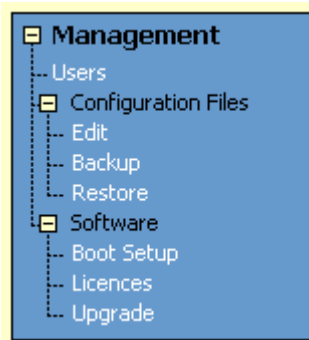 Management
Users
Configuration Files
Edit
Backup
Restore
Software
Boot Setup
Licences
Upgrade